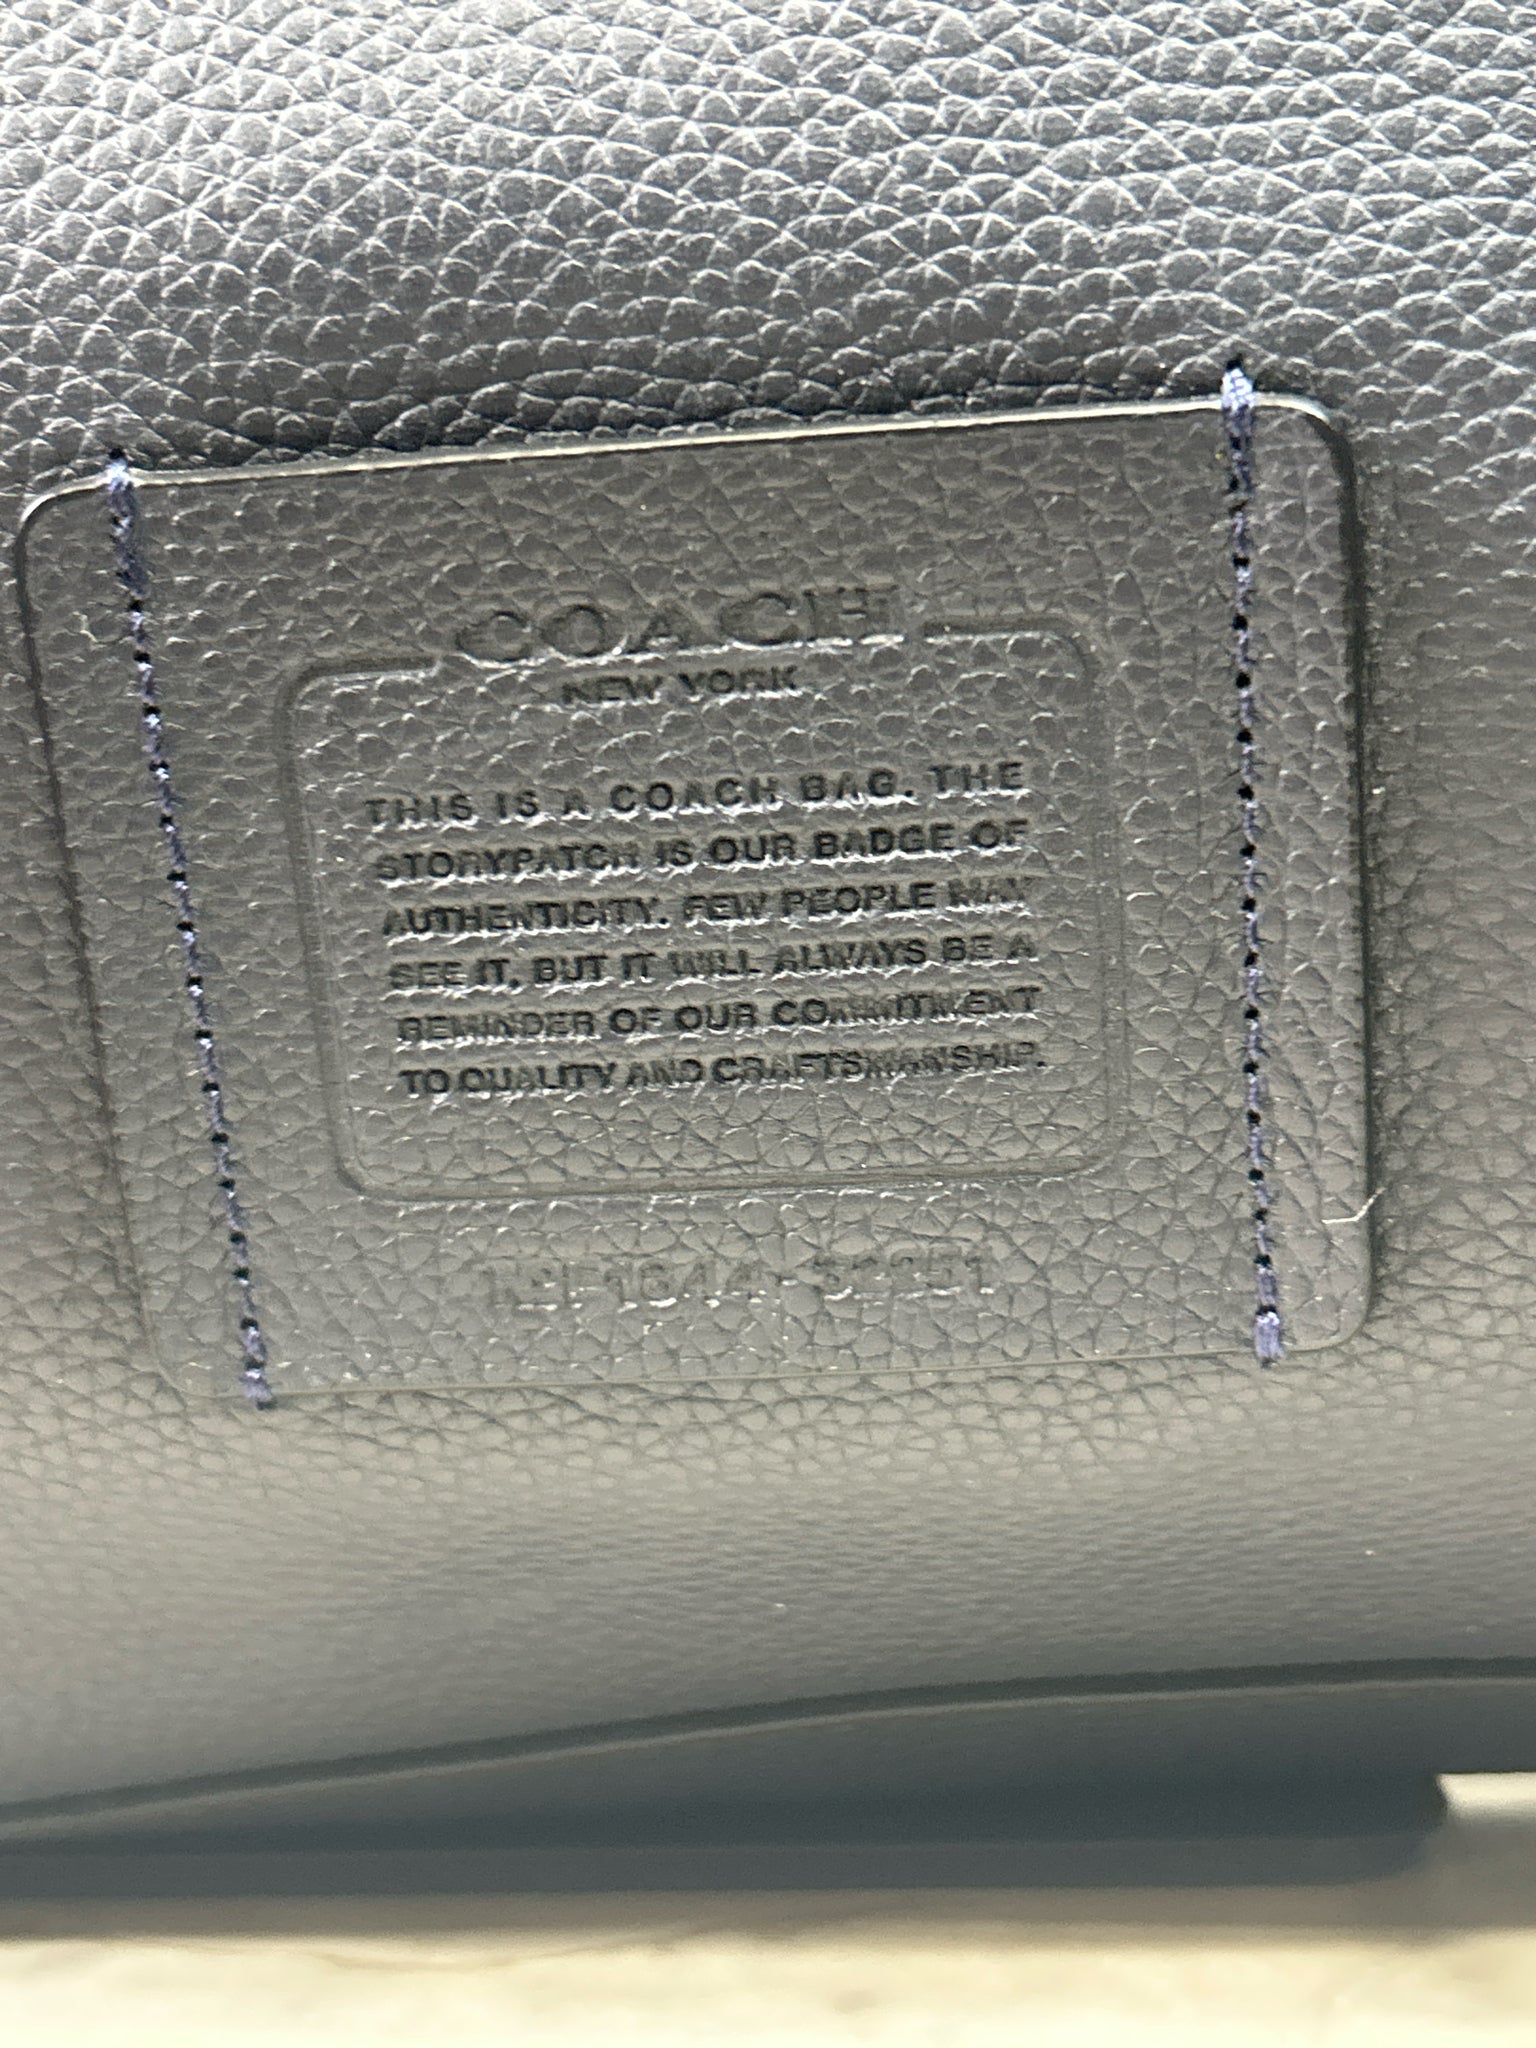 COACH
NEW YORK
THIS IS A COACH BAG. THE
STORYPATCH IS OUR BADGE OF
AUTHENTICITY. FEW PEOPLE MAY
SEE IT, BUT IT WILL ALWAYS BE A
REMINDER OF OUR COMMITMENT
TO QUALITY AND CRAFTSMANSHIP.